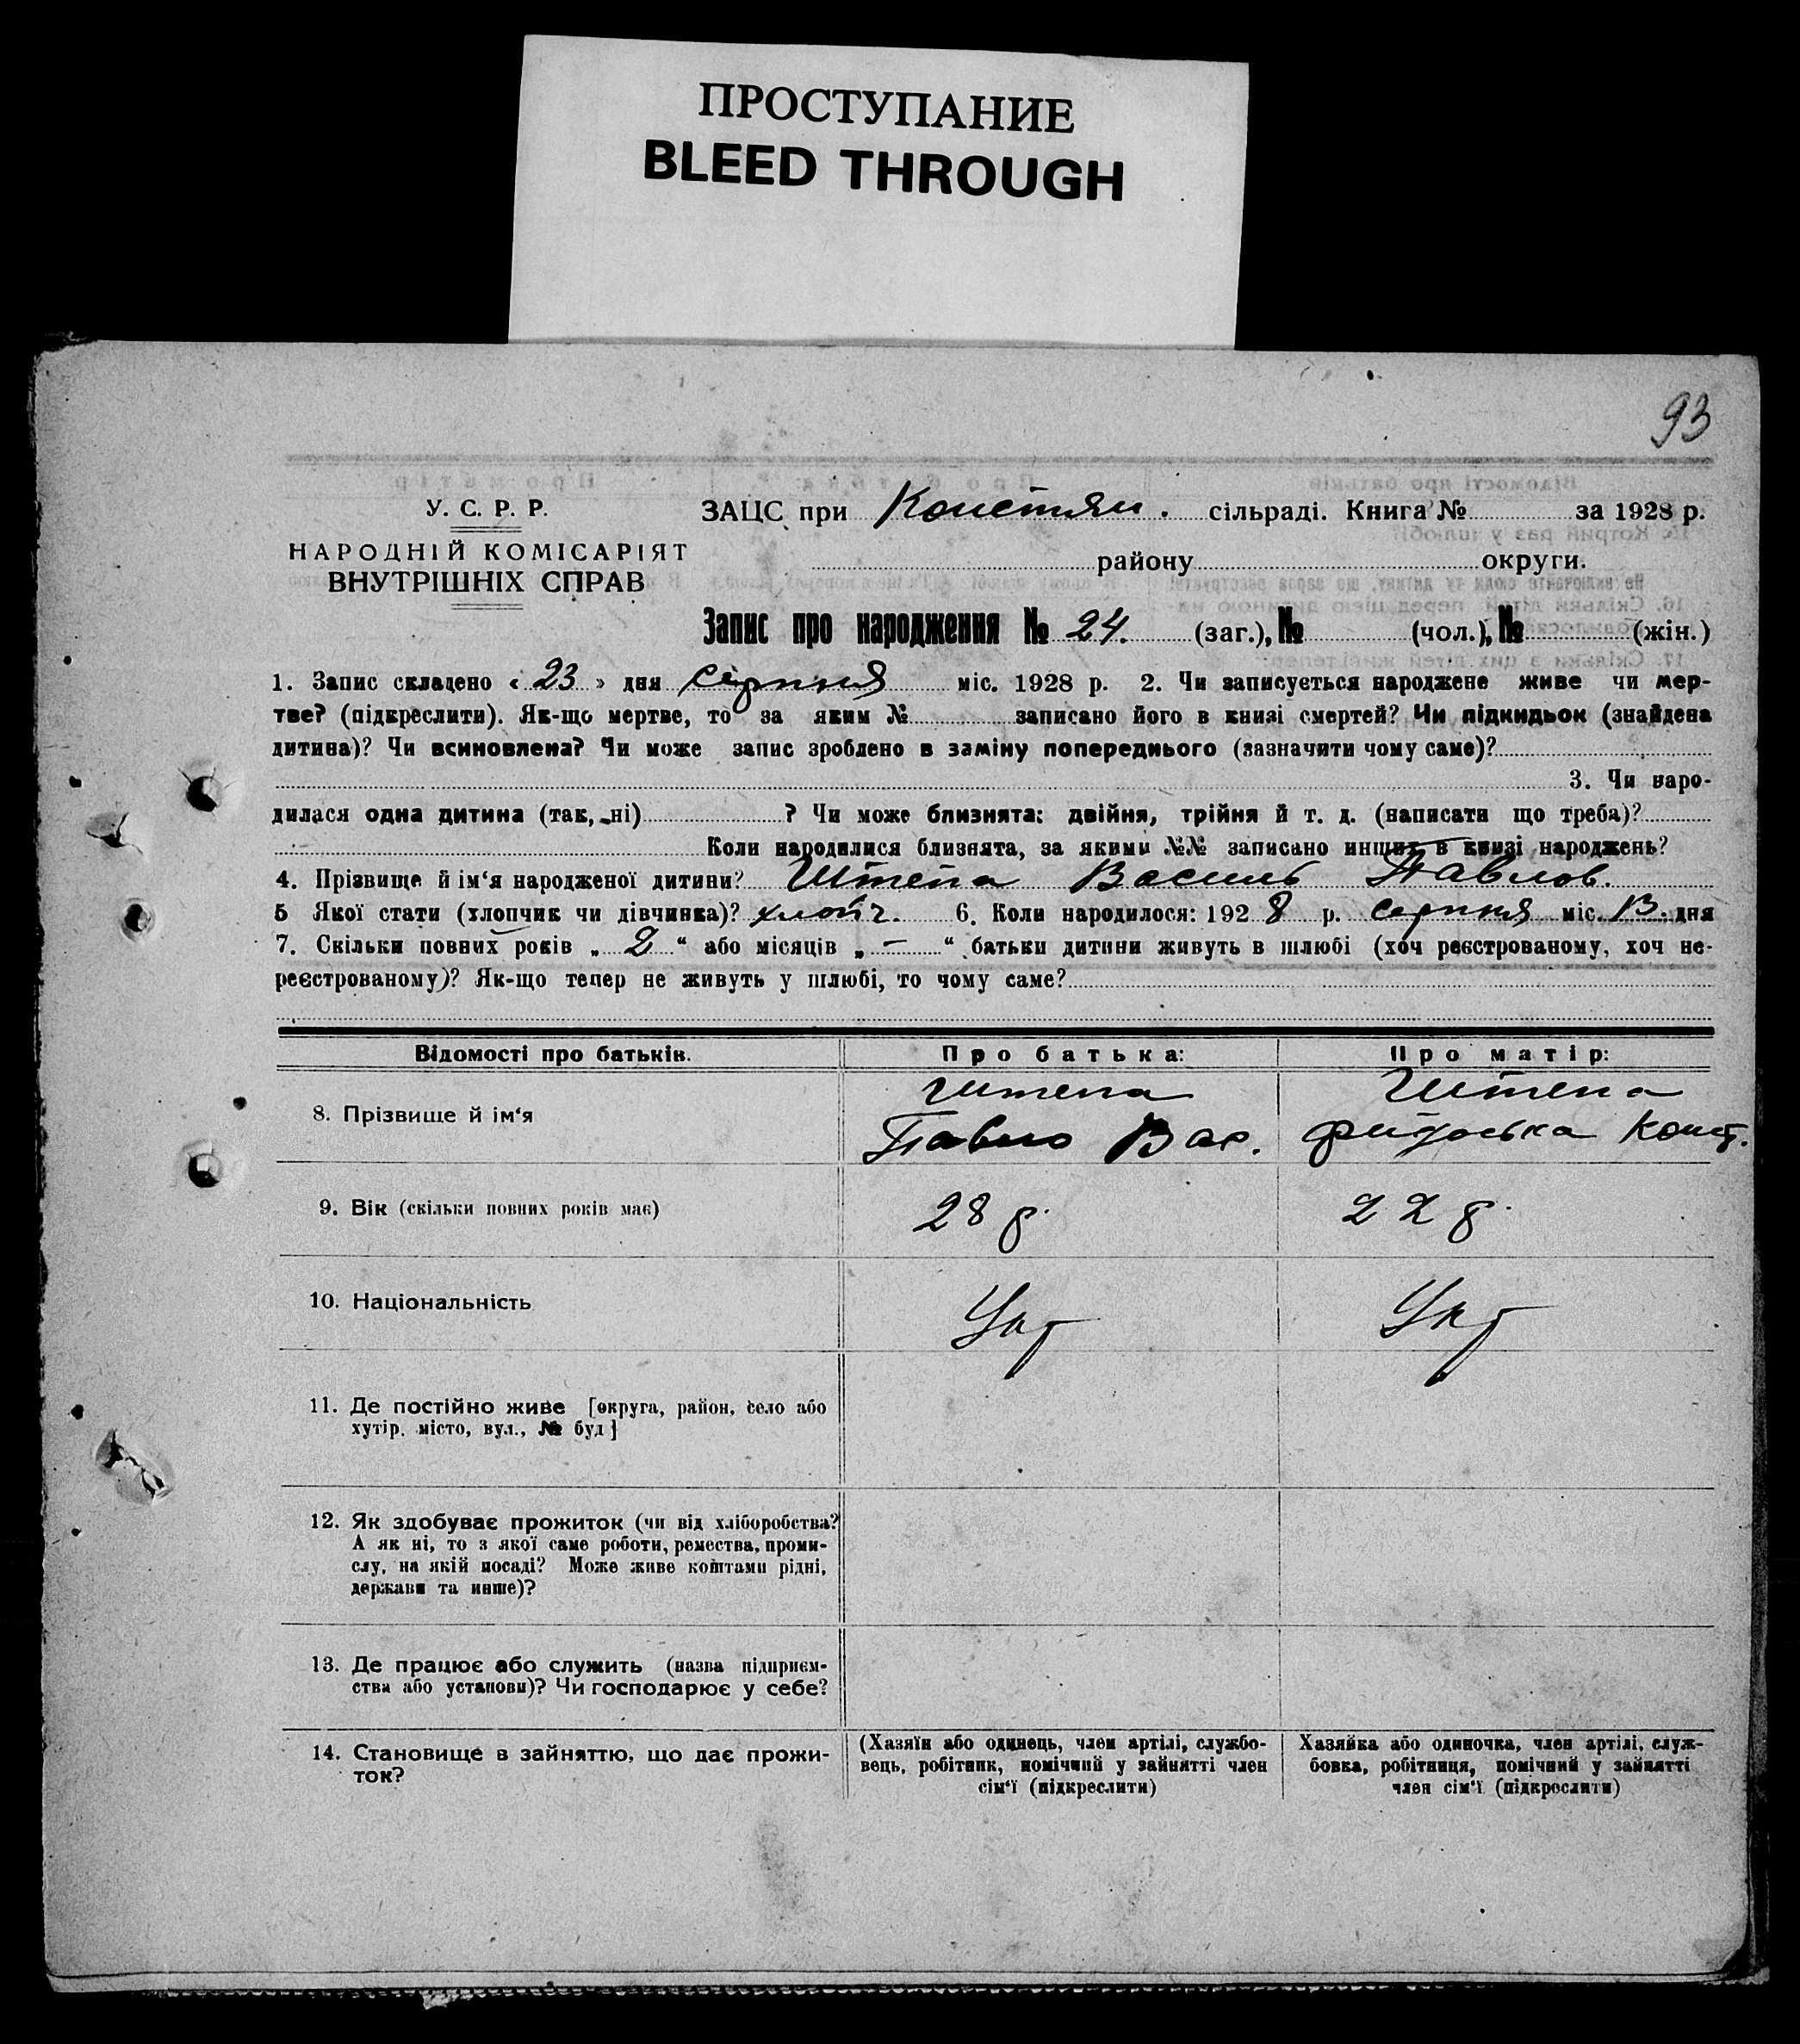 ПРОСТУПАНИЕ
BLEED THROUGH
93
У. С. Р. Р.
НАРОДНІЙ КОМІСАРІЯТ
ВНУТРІШНІХ СПРАВ
ЗАЦС при Констян. сільраді. Книга № за 1928 р.
району округи.
Запис про народження № 24. (заг.), № (чол.), № (жін.)
1. Запис складено « 23 » дня серпня міс. 1928 р. 2. Чи записується народжене живе чи мер-
тве? (підкреслити). Як-що мертве, то за яким № записано його в книзі смертей? Чи підкидьок (знайдена
дитина)? Чи всиновлена? Чи може запис зроблено в заміну попереднього (зазначити чому саме)?
3. Чи наро-
дилася одна дитина (так, ні) ? Чи може близнята: двійня, трійня й т. д. (написати що треба)?
Коли народилися близнята, за якими №№ записано инших в книзі народжень?
4. Прізвище й ім'я народженої дитини? Штепа Василь Павлов.
5 Якої стати (хлопчик чи дівчинка)? хлопч. 6. Коли народилося: 1928 р. серпня міс. 13. дня
7. Скільки повних років „ 2 “ або місяців „ — “ батьки дитини живуть в шлюбі (хоч реєстрованому, хоч не-
реєстрованому)? Як-що тепер не живуть у шлюбі, то чому саме?
Відомості про батьків. Про батька: Про матір:
8. Прізвище й ім'я
Штепа
Павло Вас.
Штепа
Конст.
9. Вік (скільки повних років має) 28 р. 22 р.
10. Національність Укр Укр
11. Де постійно живе [округа, район, село або
хутір, місто, вул., № буд]
12. Як здобуває прожиток (чи від хліборобства?
А як ні, то з якої саме роботи, ремества, проми-
слу, на якій посаді? Може живе коштами рідні,
держави та инше)?
13. Де працює або служить (назва підприєм-
ства або установи)? Чи господарює у себе?
14. Становище в зайняттю, що дає прожи-
ток?
(Хазяїн або одинець, член артілі, службо-
вець, робітник, помічний у зайнятті член
сім'ї (підкреслити)
Хазяйка або одиночка, член артілі, служ-
бовка, робітниця, помічний у зайнятті
член сім'ї (підкреслити)